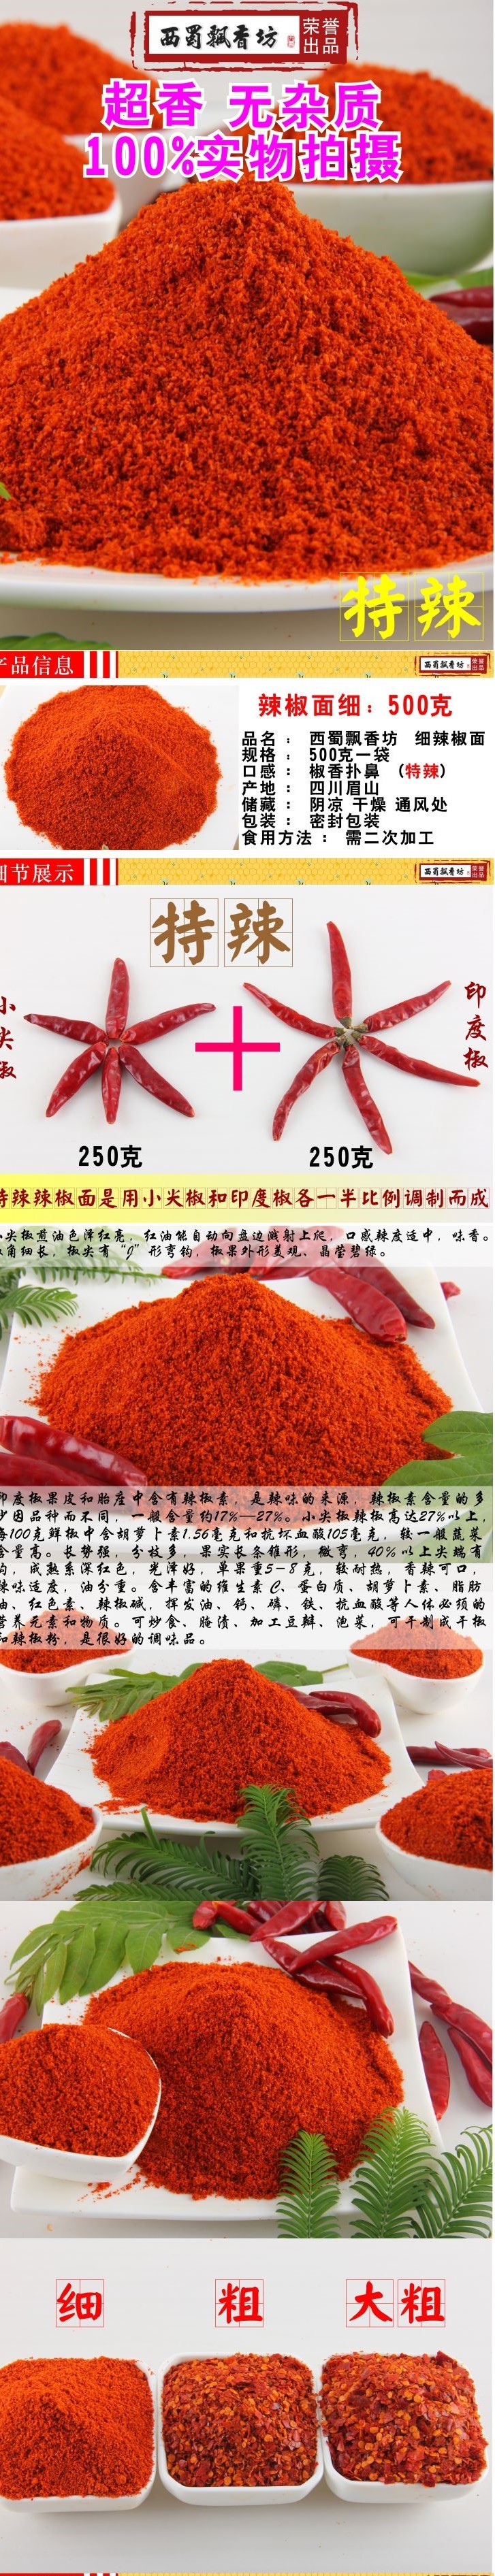 西蜀飘香坊
荣誉
出品
超香 无杂质
100%实物拍摄
特辣
产品信息
西蜀飘香坊
荣誉
出品
辣椒面细：500克
品名： 西蜀飘香坊 细辣椒面
规格： 500克一袋
口感： 椒香扑鼻 （特辣）
产地： 四川眉山
储藏： 阴凉 干燥 通风处
包装： 密封包装
食用方法： 需二次加工
细节展示
西蜀飘香坊
荣誉
出品
特辣
小尖椒
印度椒
250克
250克
特辣辣椒面是用小尖椒和印度椒各一半比例调制而成
小尖椒煎油色泽红亮，红油能自动向盘边溅射上爬，口感辣度适中，味香。
角细长，椒尖有“J”形弯钩，椒果外形美观、晶莹碧绿。
印度椒果皮和胎座中含有辣椒素，是辣味的来源，辣椒素含量的多
少因品种而不同，一般含量约17%—27%。小尖椒辣椒高达27%以上，
每100克鲜椒中含胡萝卜素1.56毫克和抗坏血酸105毫克，较一般蔬菜
含量高。长势强，分枝多，果实长条锥形，微弯，40%以上尖端有
钩，成熟系深红色，光泽好，单果重5-8克，较耐热，香辣可口，
辣味适度，油分重。含丰富的维生素C、蛋白质、胡萝卜素、脂肪
油、红色素、辣椒碱，挥发油、钙、磷、铁、抗血酸等人体必须的
营养元素和物质。可炒食、腌渍、加工豆瓣、泡菜，可干制成干椒
和辣椒粉，是很好的调味品。
细 粗 大粗